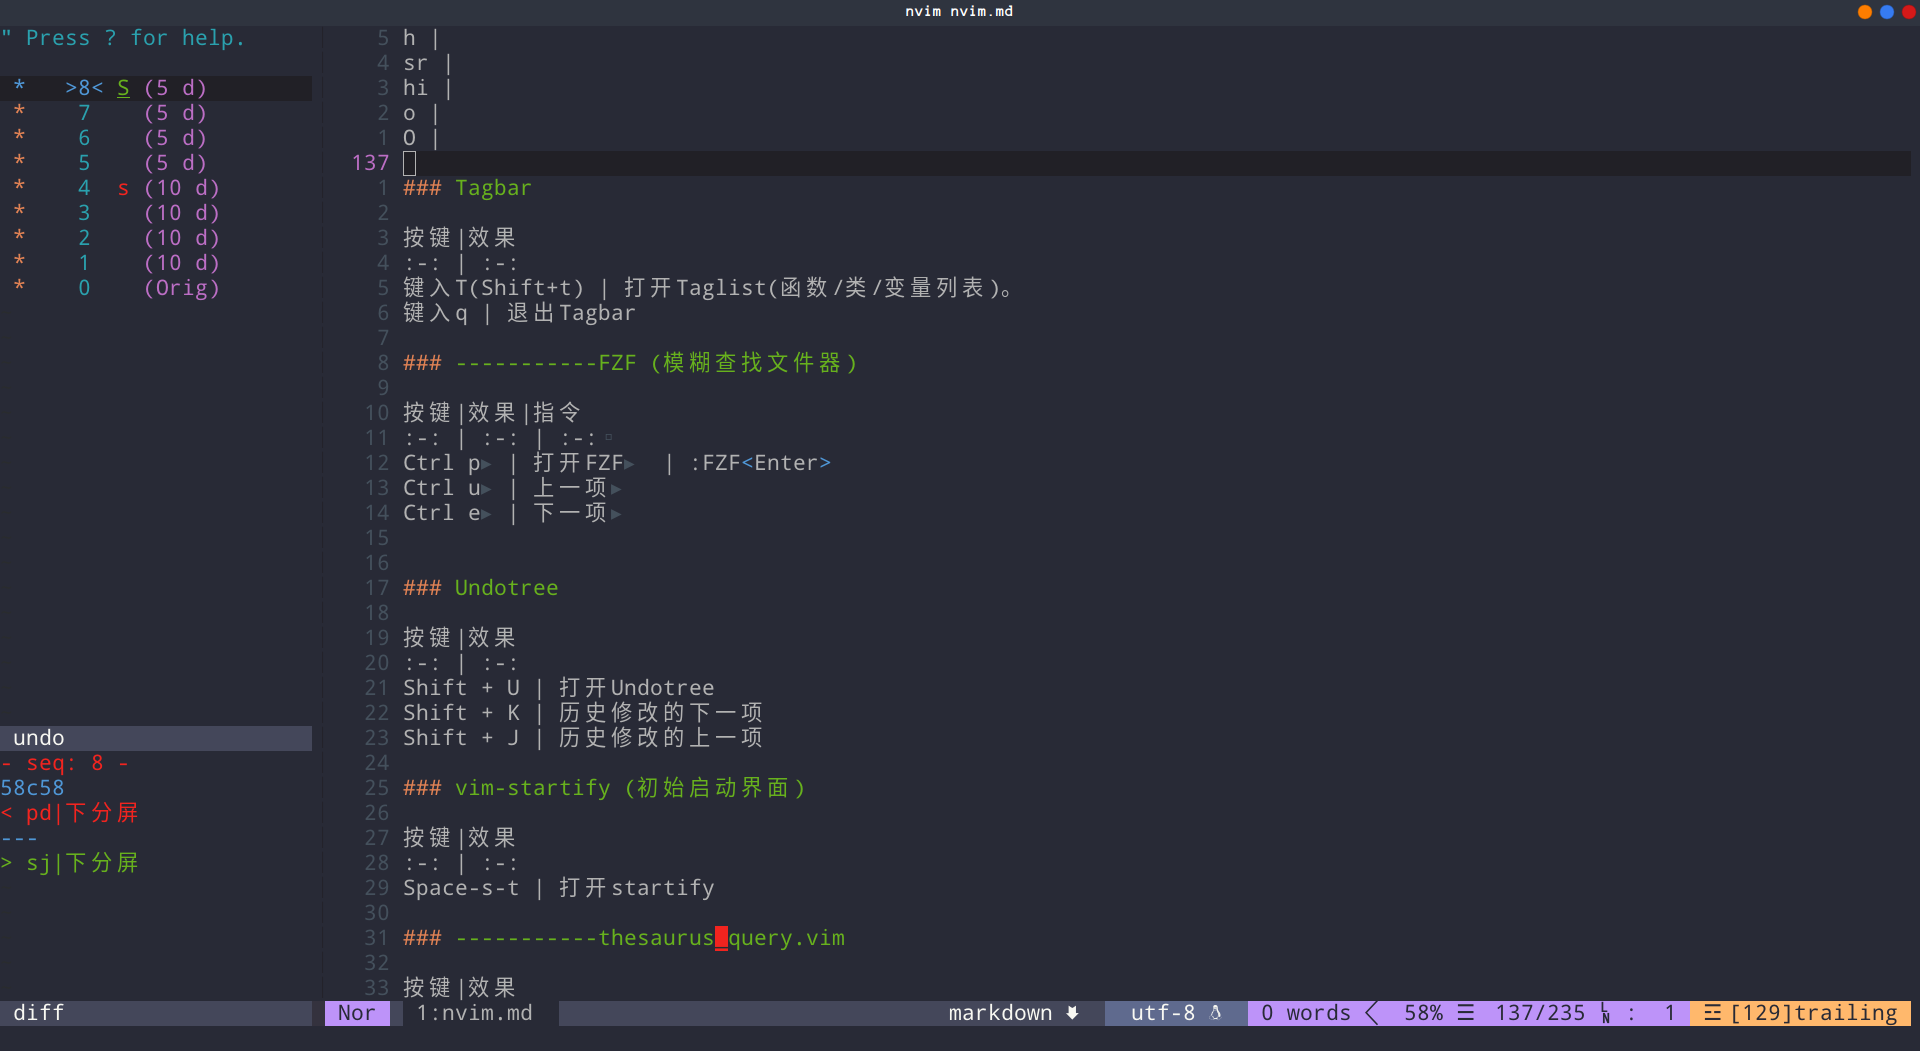 nvim nvim.md
" Press ? for help.
* >8< S (5 d)
* 7 (5 d)
* 6 (5 d)
* 5 (5 d)
* 4 s (10 d)
* 3 (10 d)
* 2 (10 d)
* 1 (10 d)
* 0 (Orig)
undo
- seq: 8 -
58c58
< pd|下分屏
---
> sj|下分屏
diff
5 h |
4 sr |
3 hi |
2 o |
1 O |
137
1 ### Tagbar
2
3 按键|效果
4 :-: | :-:
5 键入T(Shift+t) | 打开Taglist(函数/类/变量列表)。
6 键入q | 退出Tagbar
7
8 ### -----------FZF (模糊查找文件器)
9
10 按键|效果|指令
11 :-: | :-: | :-:▫
12 Ctrl p▸ | 打开FZF▸ | :FZF<Enter>
13 Ctrl u▸ | 上一项▸
14 Ctrl e▸ | 下一项▸
15
16
17 ### Undotree
18
19 按键|效果
20 :-: | :-:
21 Shift + U | 打开Undotree
22 Shift + K | 历史修改的下一项
23 Shift + J | 历史修改的上一项
24
25 ### vim-startify (初始启动界面)
26
27 按键|效果
28 :-: | :-:
29 Space-s-t | 打开startify
30
31 ### -----------thesaurus_query.vim
32
33 按键|效果
Nor 1:nvim.md markdown utf-8 0 words 58% ☰ 137/235 LN : 1 ☲ [129]trailing